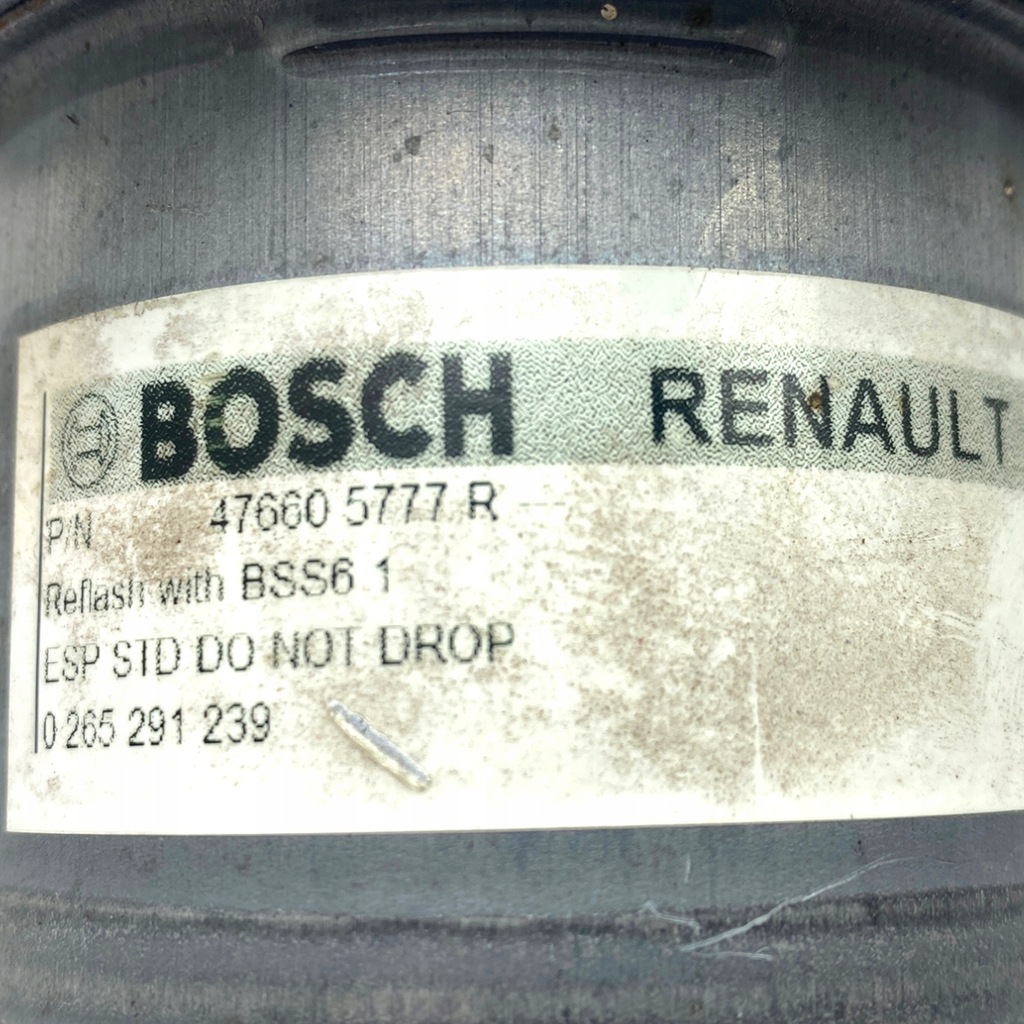 BOSCH RENAULT
P/N 47660 5777 R
Reflash with BSS6 1
ESP STD DO NOT DROP
0 265 291 239